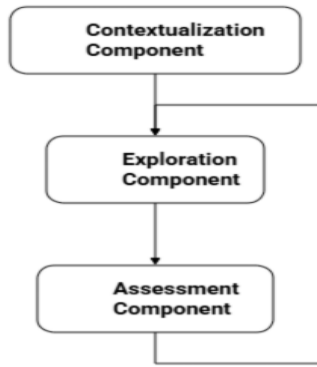 Contextualization
Component
Exploration
Component
Assessment
Component